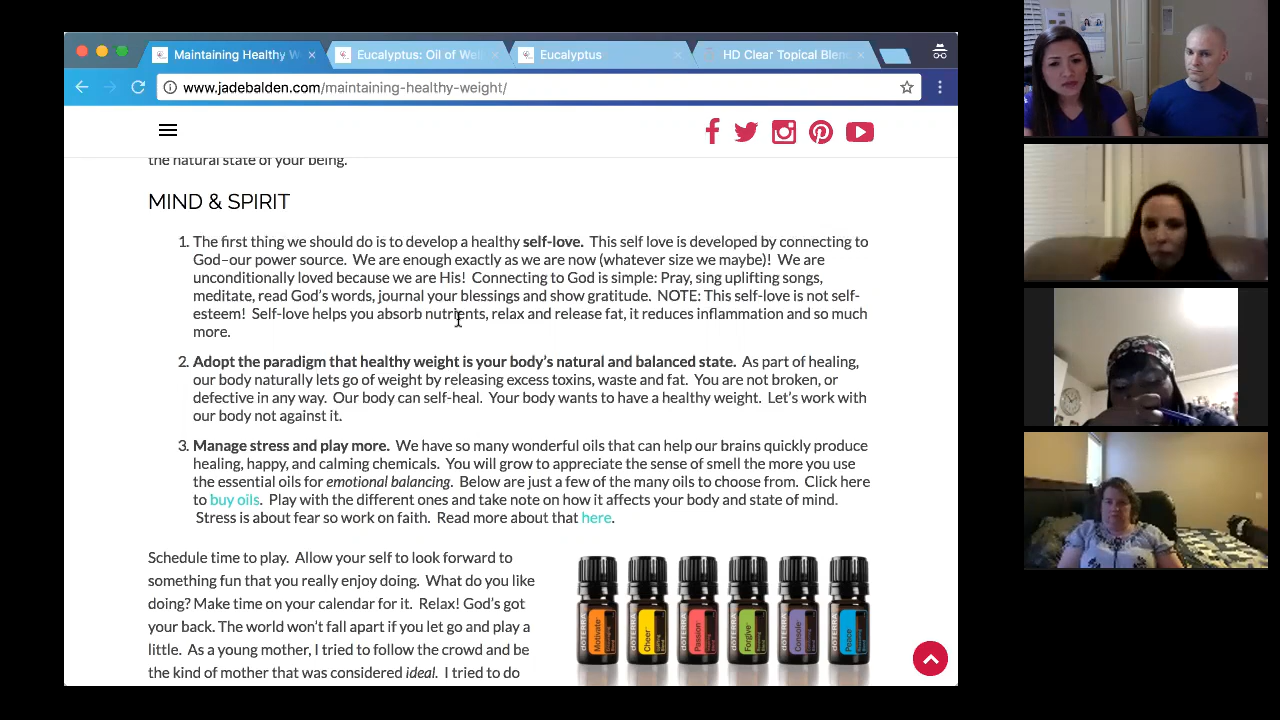 Maintaining Healthy W
Eucalyptus: Oil of Well
Eucalyptus
HD Clear Topical Blend
www.jadebalden.com/maintaining-healthy-weight/
the natural state of your being.
MIND & SPIRIT
1. The first thing we should do is to develop a healthy self-love. This self love is developed by connecting to
God–our power source. We are enough exactly as we are now (whatever size we maybe)! We are
unconditionally loved because we are His! Connecting to God is simple: Pray, sing uplifting songs,
meditate, read God's words, journal your blessings and show gratitude. NOTE: This self-love is not self-
esteem! Self-love helps you absorb nutrients, relax and release fat, it reduces inflammation and so much
more.
2. Adopt the paradigm that healthy weight is your body's natural and balanced state. As part of healing,
our body naturally lets go of weight by releasing excess toxins, waste and fat. You are not broken, or
defective in any way. Our body can self-heal. Your body wants to have a healthy weight. Let's work with
our body not against it.
3. Manage stress and play more. We have so many wonderful oils that can help our brains quickly produce
healing, happy, and calming chemicals. You will grow to appreciate the sense of smell the more you use
the essential oils for emotional balancing. Below are just a few of the many oils to choose from. Click here
to buy oils. Play with the different ones and take note on how it affects your body and state of mind.
Stress is about fear so work on faith. Read more about that here.
Schedule time to play. Allow your self to look forward to
something fun that you really enjoy doing. What do you like
doing? Make time on your calendar for it. Relax! God's got
your back. The world won't fall apart if you let go and play a
little. As a young mother, I tried to follow the crowd and be
the kind of mother that was considered ideal. I tried to do
dōTERRA Motivate
dōTERRA Cheer
dōTERRA Passion
dōTERRA Forgive
dōTERRA Console
dōTERRA Peace